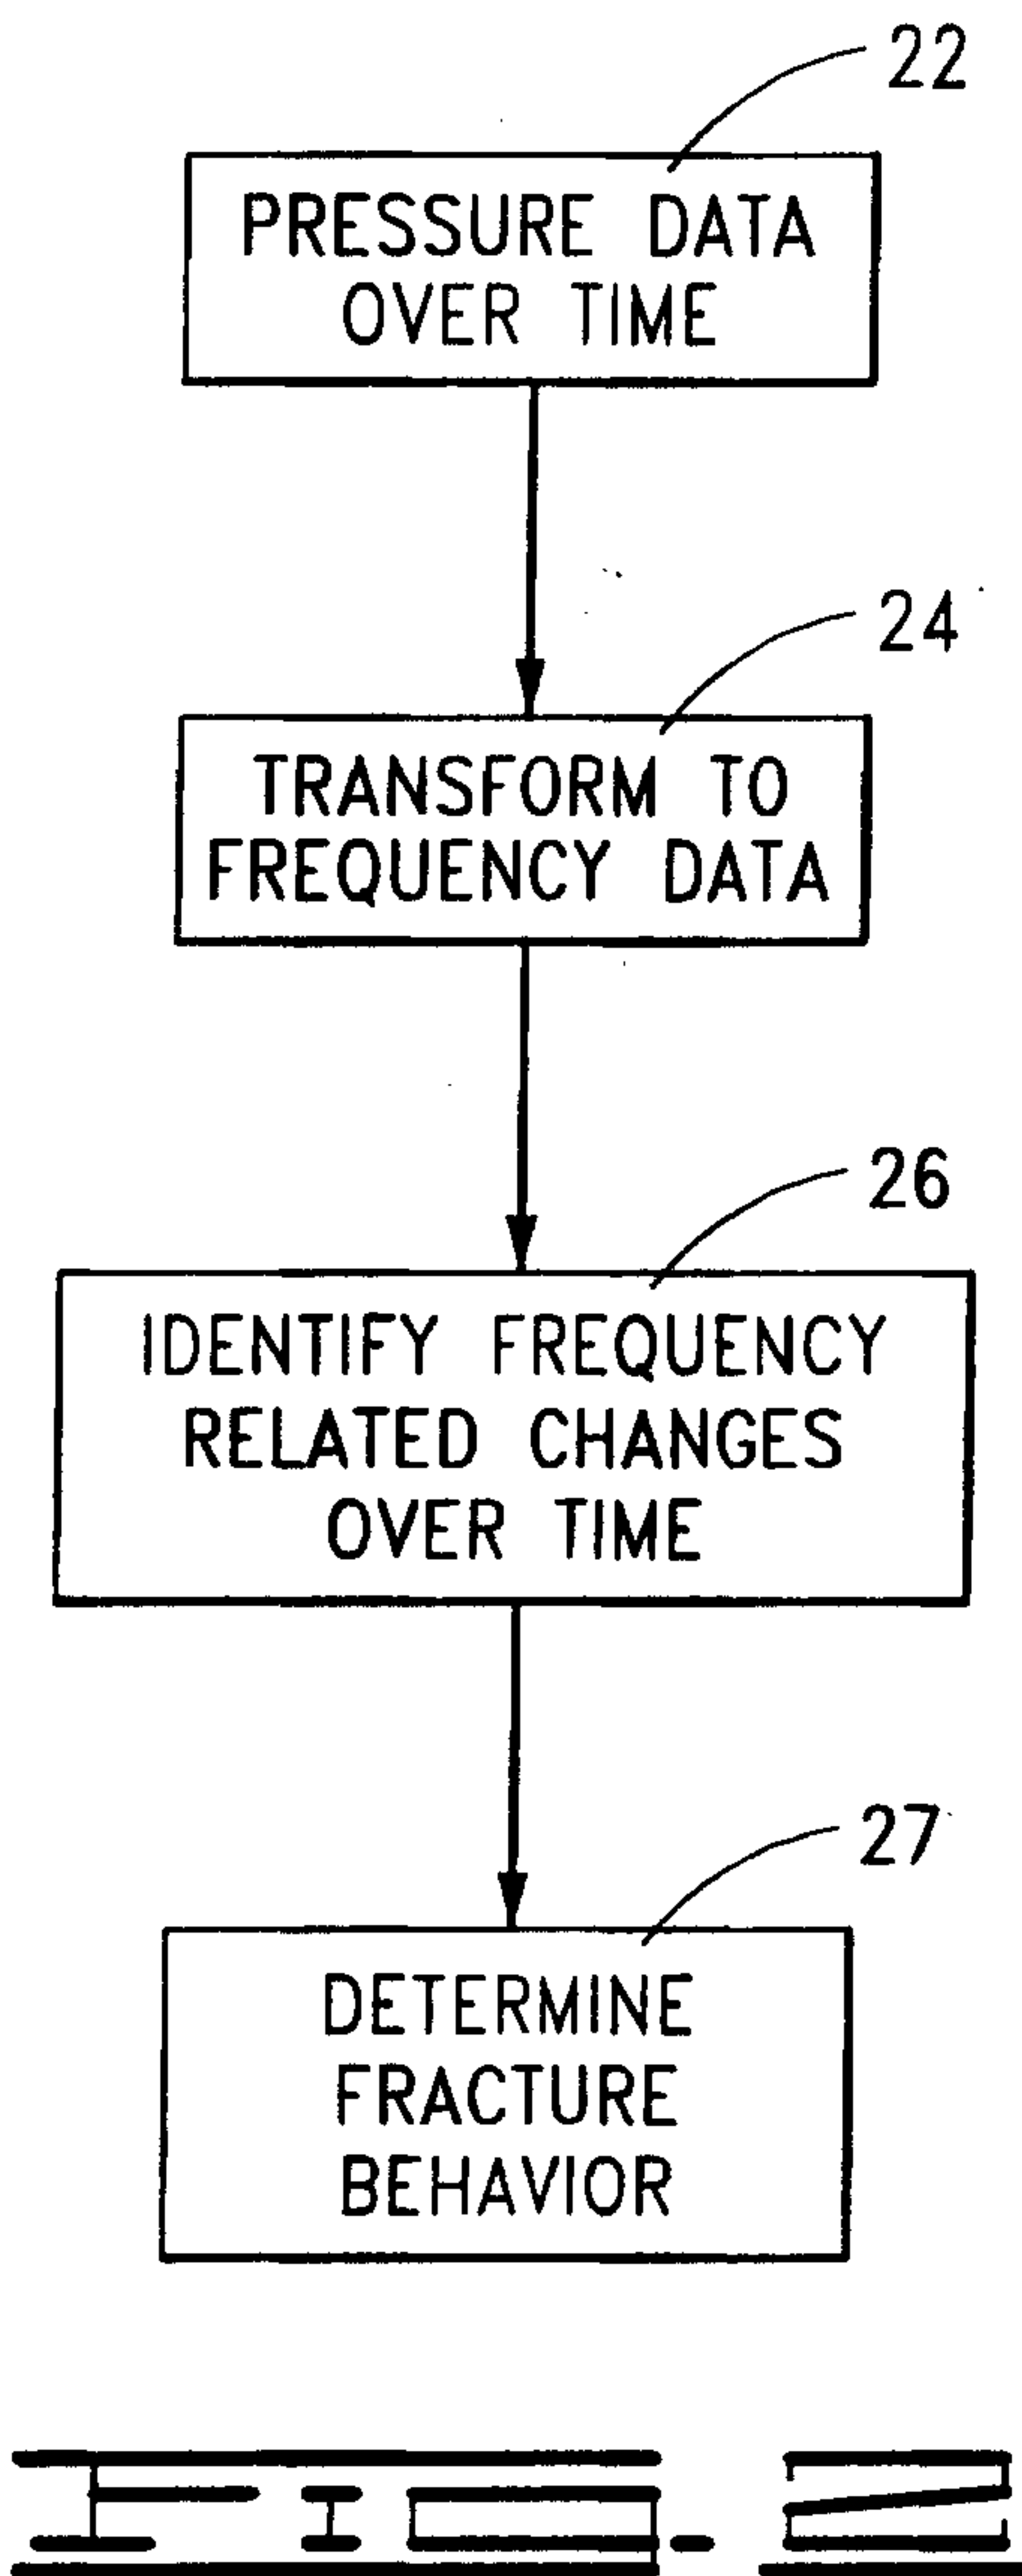 22
PRESSURE DATA
OVER TIME
24
TRANSFORM TO
FREQUENCY DATA
26
IDENTIFY FREQUENCY
RELATED CHANGES
OVER TIME
27
DETERMINE
FRACTURE
BEHAVIOR
FIG. 2